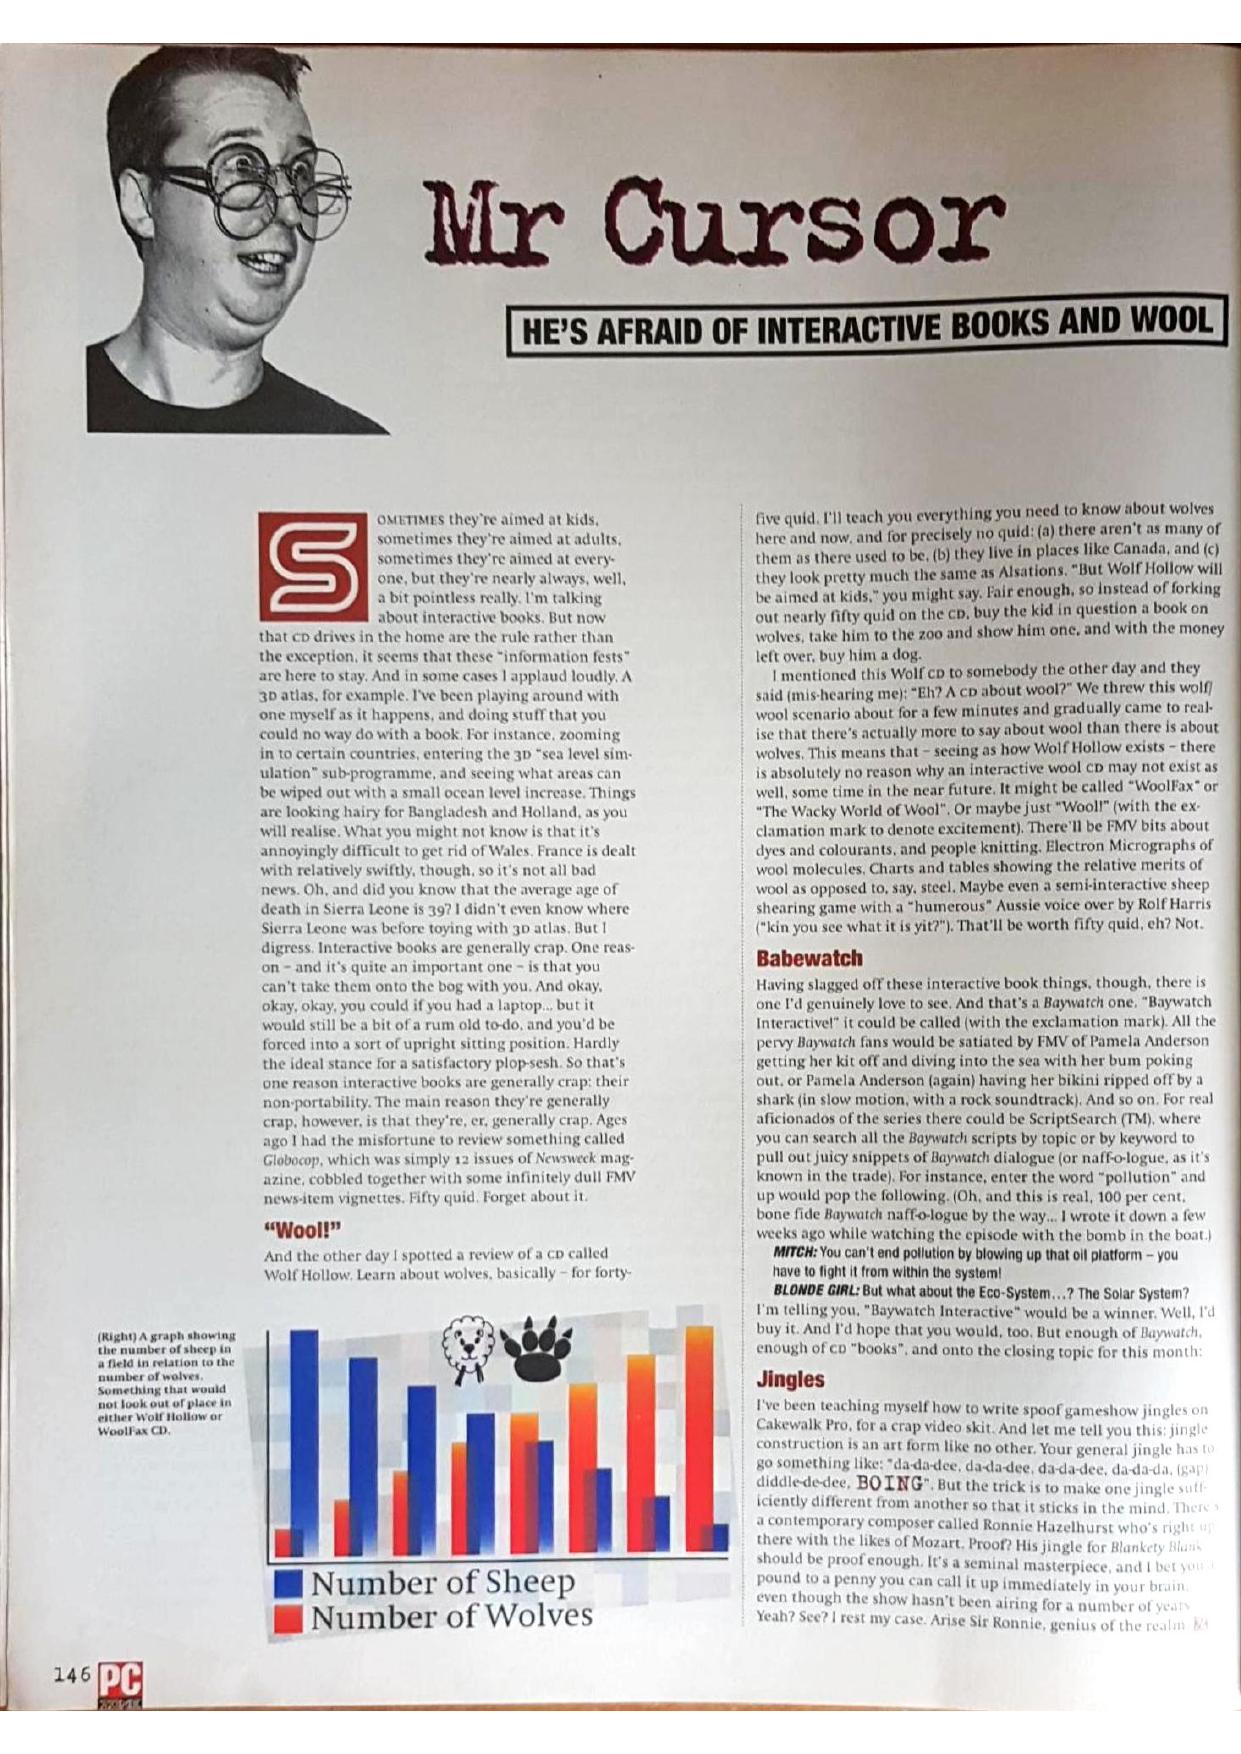 Mr Cursor
HE'S AFRAID OF INTERACTIVE BOOKS AND WOOL
SOMETIMES they're aimed at kids,
sometimes they're aimed at adults,
sometimes they're aimed at every-
one, but they're nearly always, well,
a bit pointless really. I'm talking
about interactive books. But now
that CD drives in the home are the rule rather than
the exception, it seems that these "information fests"
are here to stay. And in some cases I applaud loudly. A
3D atlas, for example. I've been playing around with
one myself as it happens, and doing stuff that you
could no way do with a book. For instance, zooming
in to certain countries, entering the 3D "sea level sim-
ulation" sub-programme, and seeing what areas can
be wiped out with a small ocean level increase. Things
are looking hairy for Bangladesh and Holland, as you
will realise. What you might not know is that it's
annoyingly difficult to get rid of Wales. France is dealt
with relatively swiftly, though, so it's not all bad
news. Oh, and did you know that the average age of
death in Sierra Leone is 39? I didn't even know where
Sierra Leone was before toying with 3D atlas. But I
digress. Interactive books are generally crap. One reas-
on – and it's quite an important one – is that you
can't take them onto the bog with you. And okay,
okay, okay, you could if you had a laptop... but it
would still be a bit of a rum old to-do, and you'd be
forced into a sort of upright sitting position. Hardly
the ideal stance for a satisfactory plop-sesh. So that's
one reason interactive books are generally crap: their
non-portability. The main reason they're generally
crap, however, is that they're, er, generally crap. Ages
ago I had the misfortune to review something called
Globocop, which was simply 12 issues of Newsweek mag-
azine, cobbled together with some infinitely dull FMV
news-item vignettes. Fifty quid. Forget about it.
"Wool!"
And the other day I spotted a review of a CD called
Wolf Hollow. Learn about wolves, basically – for forty-
(Right) A graph showing
the number of sheep in
a field in relation to the
number of wolves.
Something that would
not look out of place in
either Wolf Hollow or
WoolFax CD.
Number of Sheep
Number of Wolves
five quid. I'll teach you everything you need to know about wolves
here and now, and for precisely no quid: (a) there aren't as many of
them as there used to be, (b) they live in places like Canada, and (c)
they look pretty much the same as Alsations. "But Wolf Hollow will
be aimed at kids," you might say. Fair enough, so instead of forking
out nearly fifty quid on the CD, buy the kid in question a book on
wolves, take him to the zoo and show him one, and with the money
left over, buy him a dog.
I mentioned this Wolf CD to somebody the other day and they
said (mis-hearing me): "Eh? A CD about wool?" We threw this wolf/
wool scenario about for a few minutes and gradually came to real-
ise that there's actually more to say about wool than there is about
wolves. This means that – seeing as how Wolf Hollow exists – there
is absolutely no reason why an interactive wool CD may not exist as
well, some time in the near future. It might be called "WoolFax" or
"The Wacky World of Wool". Or maybe just "Wool!" (with the ex-
clamation mark to denote excitement). There'll be FMV bits about
dyes and colourants, and people knitting. Electron Micrographs of
wool molecules. Charts and tables showing the relative merits of
wool as opposed to, say, steel. Maybe even a semi-interactive sheep
shearing game with a "humerous" Aussie voice over by Rolf Harris
("kin you see what it is yit?"). That'll be worth fifty quid, eh? Not.
Babewatch
Having slagged off these interactive book things, though, there is
one I'd genuinely love to see. And that's a Baywatch one. "Baywatch
Interactive!" it could be called (with the exclamation mark). All the
pervy Baywatch fans would be satiated by FMV of Pamela Anderson
getting her kit off and diving into the sea with her bum poking
out, or Pamela Anderson (again) having her bikini ripped off by a
shark (in slow motion, with a rock soundtrack). And so on. For real
aficionados of the series there could be ScriptSearch (TM), where
you can search all the Baywatch scripts by topic or by keyword to
pull out juicy snippets of Baywatch dialogue (or naff-o-logue, as it's
known in the trade). For instance, enter the word "pollution" and
up would pop the following. (Oh, and this is real, 100 per cent,
bone fide Baywatch naff-o-logue by the way... I wrote it down a few
weeks ago while watching the episode with the bomb in the boat.)
MITCH: You can't end pollution by blowing up that oil platform – you
have to fight it from within the system!
BLONDE GIRL: But what about the Eco-System...? The Solar System?
I'm telling you, "Baywatch Interactive" would be a winner. Well, I'd
buy it. And I'd hope that you would, too. But enough of Baywatch,
enough of CD "books", and onto the closing topic for this month:
Jingles
I've been teaching myself how to write spoof gameshow jingles on
Cakewalk Pro, for a crap video skit. And let me tell you this: jingle
construction is an art form like no other. Your general jingle has to
go something like: "da-da-dee, da-da-dee, da-da-dee, da-da-da, (gap)
diddle-de-dee, BOING". But the trick is to make one jingle suff-
iciently different from another so that it sticks in the mind. There's
a contemporary composer called Ronnie Hazelhurst who's right up
there with the likes of Mozart. Proof? His jingle for Blankety Blank
should be proof enough. It's a seminal masterpiece, and I bet you a
pound to a penny you can call it up immediately in your brain,
even though the show hasn't been airing for a number of years.
Yeah? See? I rest my case. Arise Sir Ronnie, genius of the realm.
146 PC
ZONE